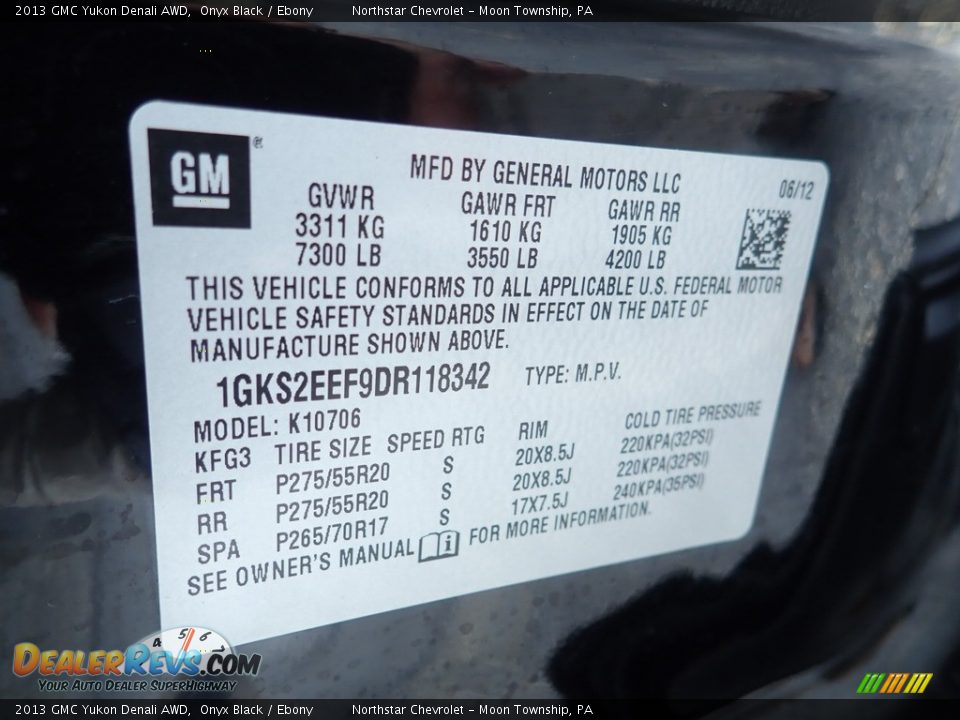 2013 GMC Yukon Denali AWD, Onyx Black / Ebony Northstar Chevrolet - Moon Township, PA
GM®
MFD BY GENERAL MOTORS LLC 06/12
GVWR GAWR FRT GAWR RR
3311 KG 1610 KG 1905 KG
7300 LB 3550 LB 4200 LB
THIS VEHICLE CONFORMS TO ALL APPLICABLE U.S. FEDERAL MOTOR
VEHICLE SAFETY STANDARDS IN EFFECT ON THE DATE OF
MANUFACTURE SHOWN ABOVE.
1GKS2EEF9DR118342 TYPE: M.P.V.
MODEL: K10706
KFG3 TIRE SIZE SPEED RTG RIM COLD TIRE PRESSURE
FRT P275/55R20 S 20X8.5J 220KPA(32PSI)
RR P275/55R20 S 20X8.5J 220KPA(32PSI)
SPA P265/70R17 S 17X7.5J 240KPA(35PSI)
SEE OWNER'S MANUAL i FOR MORE INFORMATION.
4 5 6
DEALERREVS.COM
Your Auto Dealer SuperHighway
2013 GMC Yukon Denali AWD, Onyx Black / Ebony Northstar Chevrolet - Moon Township, PA